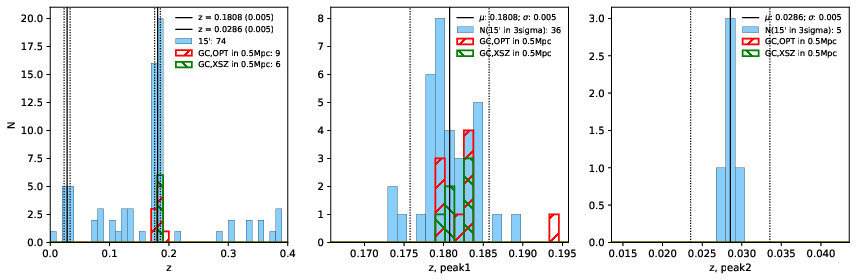 z = 0.1808 (0.005)
z = 0.0286 (0.005)
15': 74
GC,OPT in 0.5Mpc: 9
GC,XSZ in 0.5Mpc: 6
20.0
17.5
15.0
12.5
10.0
7.5
5.0
2.5
0.0
N
0.0 0.1 0.2 0.3 0.4
z
μ: 0.1808; σ: 0.005
N(15' in 3sigma): 36
GC,OPT in 0.5Mpc
GC,XSZ in 0.5Mpc
8
7
6
5
4
3
2
1
0
0.170 0.175 0.180 0.185 0.190 0.195
z, peak1
μ: 0.0286; σ: 0.005
N(15' in 3sigma): 5
GC,OPT in 0.5Mpc
GC,XSZ in 0.5Mpc
3.0
2.5
2.0
1.5
1.0
0.5
0.0
0.015 0.020 0.025 0.030 0.035 0.040
z, peak2